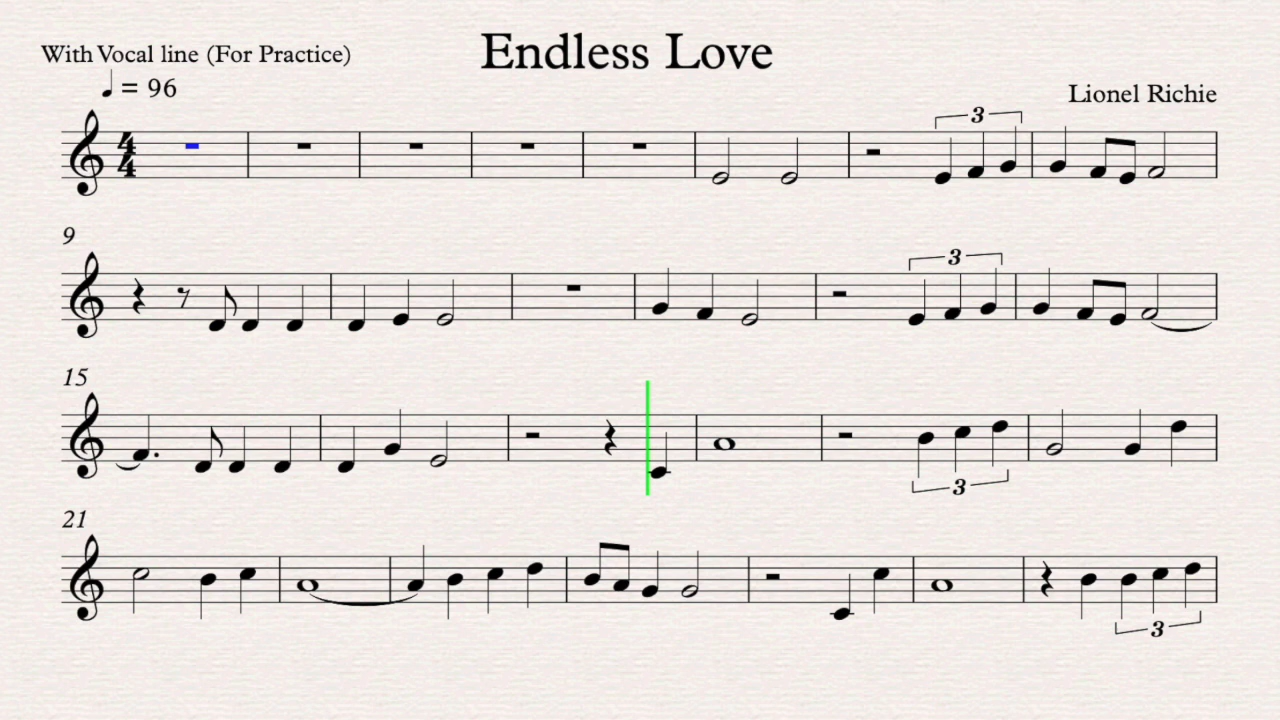 With Vocal line (For Practice)
Endless Love
♩ = 96
Lionel Richie
4
4
3
9
3
15
3
21
3